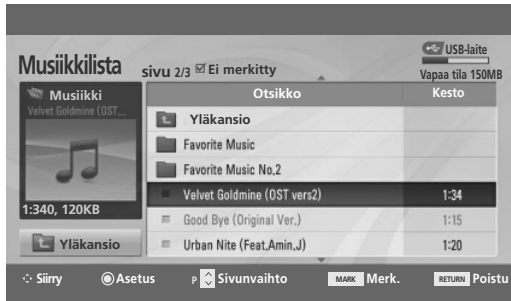 Musiikkilista
sivu 2/3 ☑ Ei merkitty
USB-laite
Vapaa tila 150MB
Musiikki
Velvet Goldmine (OST...
1:340, 120KB
Yläkansio
Otsikko Kesto
Yläkansio
Favorite Music
Favorite Music No,2
Velvet Goldmine (OST vers2) 1:34
Good Bye (Original Ver,) 1:15
Urban Nite (Feat,Amin,J) 1:20
Siirry Asetus P Sivunvaihto MARK Merk. RETURN Poistu